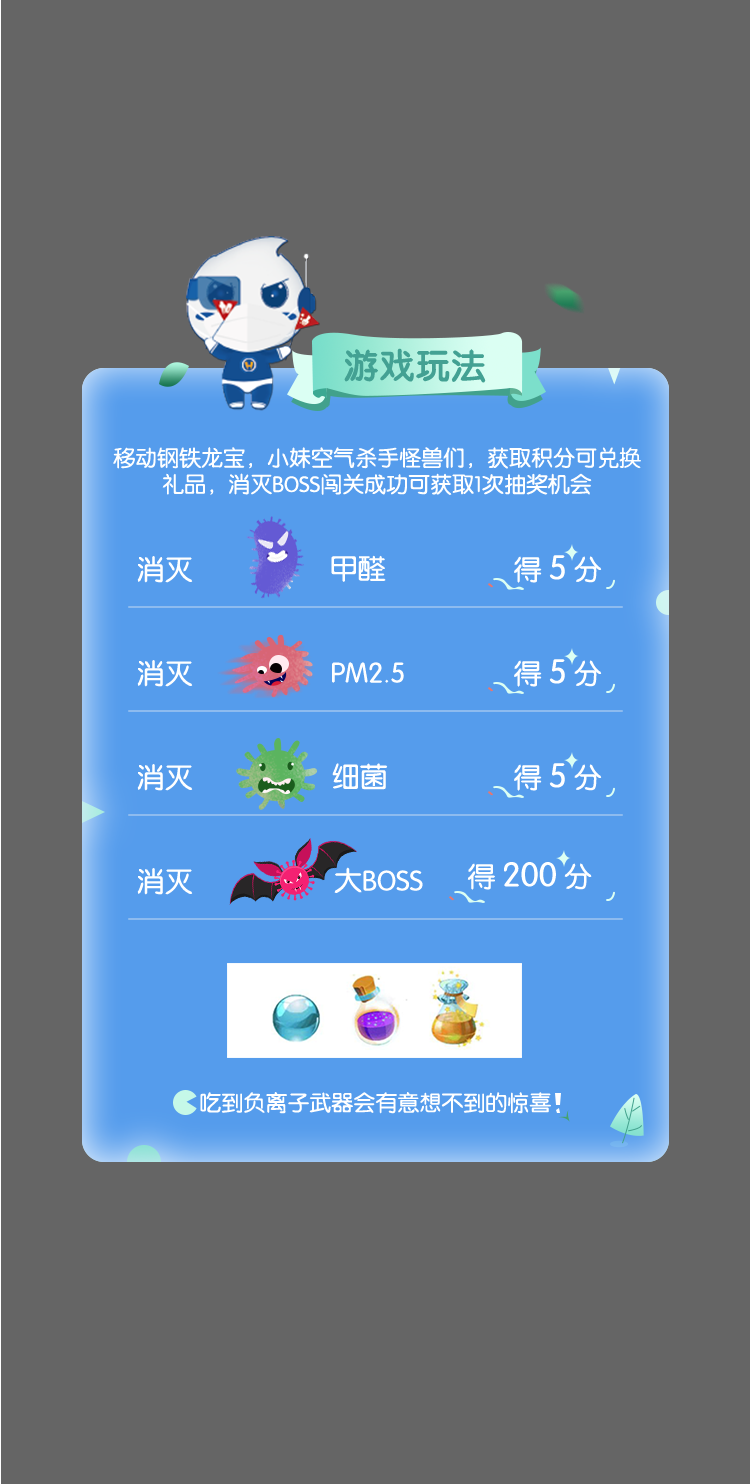 游戏玩法
移动钢铁龙宝，小妹空气杀手怪兽们，获取积分可兑换
礼品，消灭BOSS闯关成功可获取1次抽奖机会
消灭 甲醛 得 5 分
消灭 PM2.5 得 5 分
消灭 细菌 得 5 分
消灭 大BOSS 得 200 分
吃到负离子武器会有意想不到的惊喜！